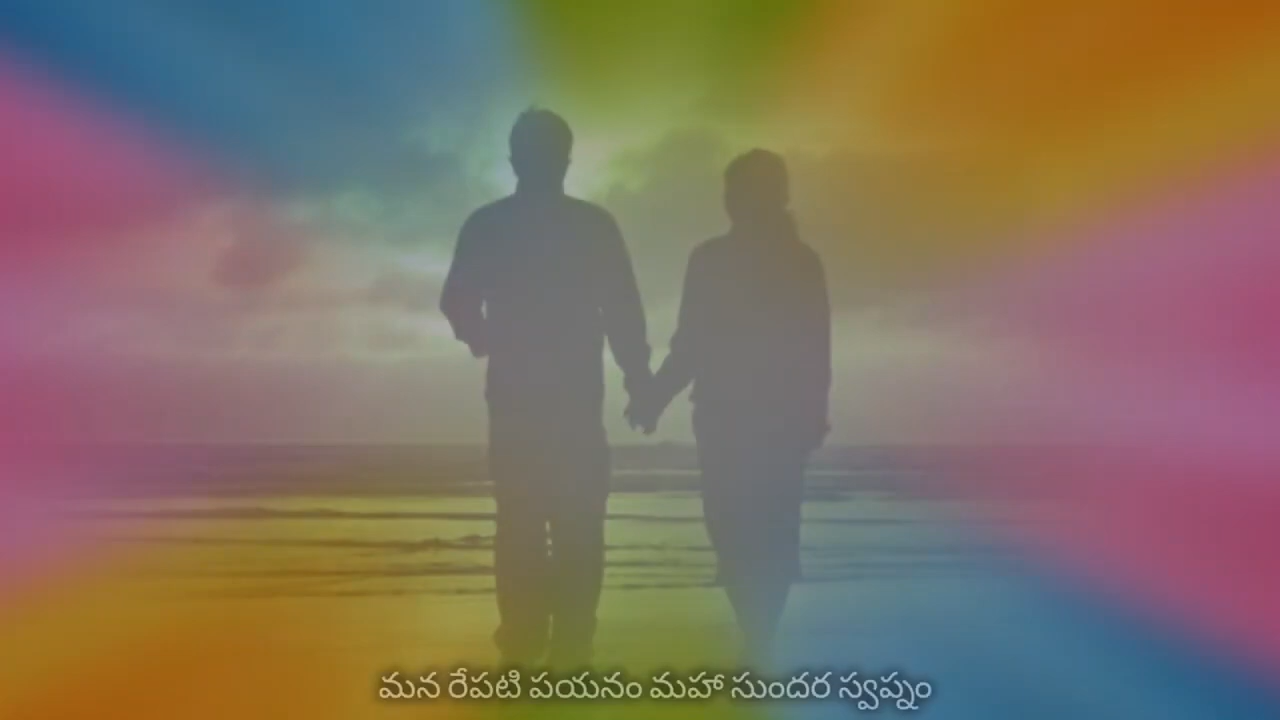 మన రేపటి పయనం మహా సుందర స్వప్నం